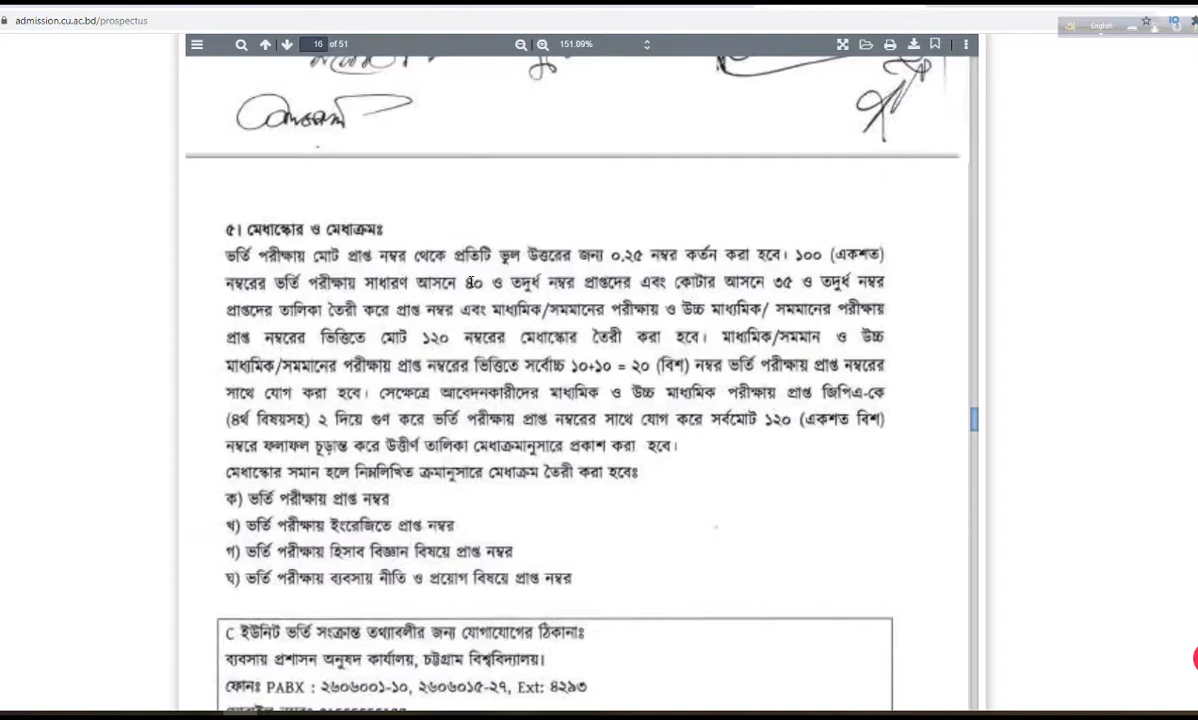 admission.cu.ac.bd/prospectus
English
16 of 51
151.09%
৫। মেধাস্কোর ও মেধাক্রমঃ
ভর্তি পরীক্ষায় মোট প্রাপ্ত নম্বর থেকে প্রতিটি ভুল উত্তরের জন্য ০.২৫ নম্বর কর্তন করা হবে। ১০০ (একশত)
নম্বরের ভর্তি পরীক্ষায় সাধারণ আসনে ৪০ ও তদুর্ধ নম্বর প্রাপ্তদের এবং কোটার আসনে ৩৫ ও তদুর্ধ নম্বর
প্রাপ্তদের তালিকা তৈরী করে প্রাপ্ত নম্বর এবং মাধ্যমিক/সমমানের পরীক্ষায় ও উচ্চ মাধ্যমিক/ সমমানের পরীক্ষায়
প্রাপ্ত নম্বরের ভিত্তিতে মোট ১২০ নম্বরের মেধাস্কোর তৈরী করা হবে। মাধ্যমিক/সমমান ও উচ্চ
মাধ্যমিক/সমমানের পরীক্ষায় প্রাপ্ত নম্বরের ভিত্তিতে সর্বোচ্চ ১০+১০ = ২০ (বিশ) নম্বর ভর্তি পরীক্ষায় প্রাপ্ত নম্বরের
সাথে যোগ করা হবে। সেক্ষেত্রে আবেদনকারীদের মাধ্যমিক ও উচ্চ মাধ্যমিক পরীক্ষায় প্রাপ্ত জিপিএ-কে
(৪র্থ বিষয়সহ) ২ দিয়ে গুণ করে ভর্তি পরীক্ষায় প্রাপ্ত নম্বরের সাথে যোগ করে সর্বমোট ১২০ (একশত বিশ)
নম্বরে ফলাফল চূড়ান্ত করে উত্তীর্ণ তালিকা মেধাক্রমানুসারে প্রকাশ করা হবে।
মেধাস্কোর সমান হলে নিম্নলিখিত ক্রমানুসারে মেধাক্রম তৈরী করা হবেঃ
ক) ভর্তি পরীক্ষায় প্রাপ্ত নম্বর
খ) ভর্তি পরীক্ষায় ইংরেজিতে প্রাপ্ত নম্বর
গ) ভর্তি পরীক্ষায় হিসাব বিজ্ঞান বিষয়ে প্রাপ্ত নম্বর
ঘ) ভর্তি পরীক্ষায় ব্যবসায় নীতি ও প্রয়োগ বিষয়ে প্রাপ্ত নম্বর
C ইউনিট ভর্তি সংক্রান্ত তথ্যাবলীর জন্য যোগাযোগের ঠিকানাঃ
ব্যবসায় প্রশাসন অনুষদ কার্যালয়, চট্টগ্রাম বিশ্ববিদ্যালয়।
ফোনঃ PABX : ২৬০৬০০১-১০, ২৬০৬০১৫-২৭, Ext: ৪২৯৩